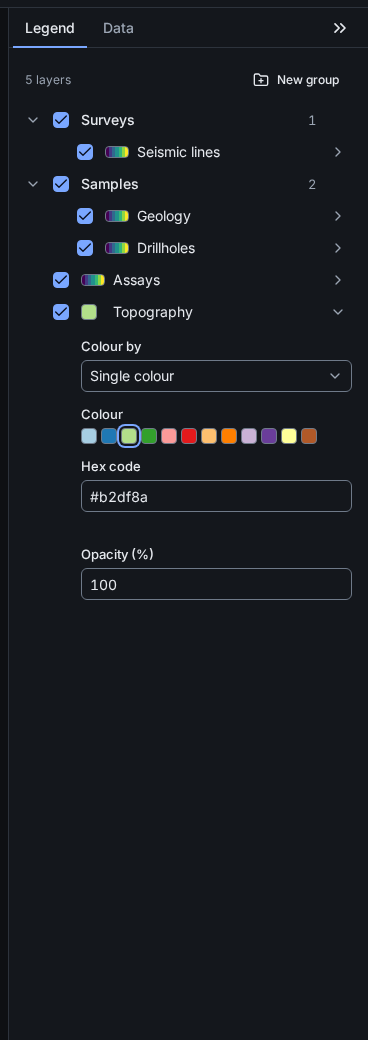 Legend Data
5 layers New group
Surveys 1
Seismic lines
Samples 2
Geology
Drillholes
Assays
Topography
Colour by
Single colour
Colour
Hex code
#b2df8a
Opacity (%)
100